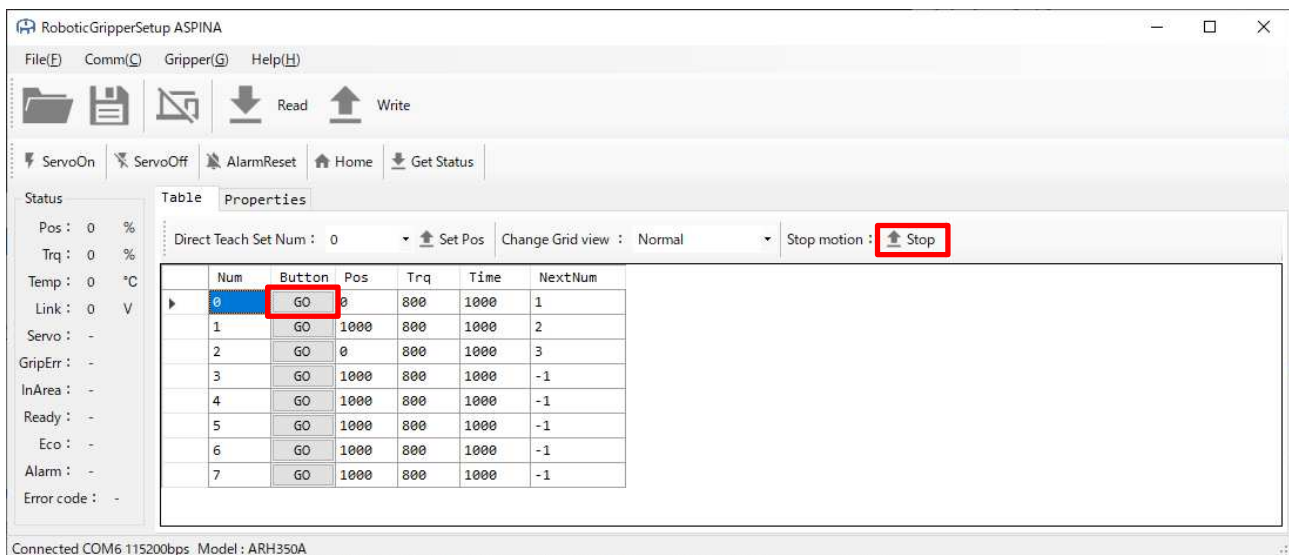 RoboticGripperSetup ASPINA
File(F) Comm(C) Gripper(G) Help(H)
Read Write
ServoOn ServoOff AlarmReset Home Get Status
Status Table Properties
Direct Teach Set Num : 0 Set Pos Change Grid view : Normal Stop motion : Stop
Pos : 0 %
Trq : 0 %
Temp : 0 °C
Link : 0 V
Servo : -
GripErr : -
InArea : -
Ready : -
Eco : -
Alarm : -
Error code : -
Num Button Pos Trq Time NextNum
0 GO 0 800 1000 1
1 GO 1000 800 1000 2
2 GO 0 800 1000 3
3 GO 1000 800 1000 -1
4 GO 1000 800 1000 -1
5 GO 1000 800 1000 -1
6 GO 1000 800 1000 -1
7 GO 1000 800 1000 -1
Connected COM6 115200bps Model : ARH350A